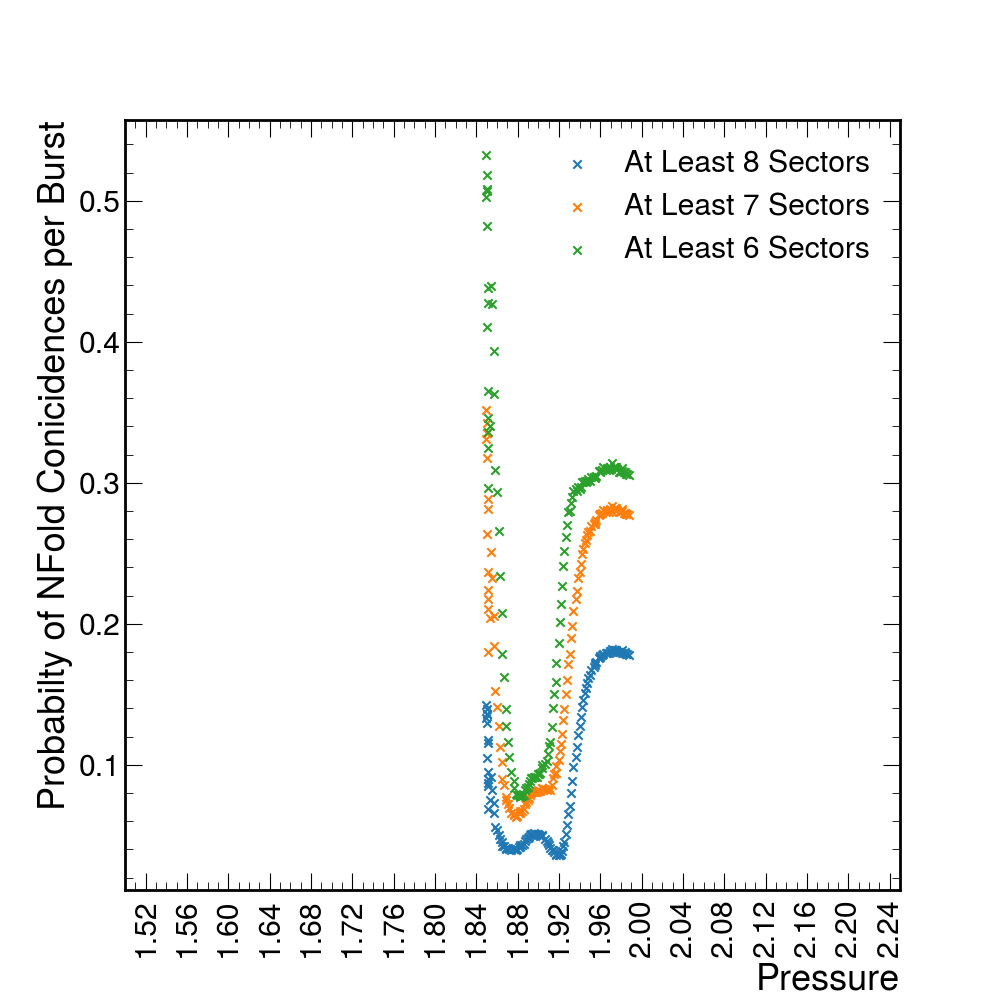 At Least 8 Sectors
At Least 7 Sectors
At Least 6 Sectors
Probabilty of NFold Conicidences per Burst
0.5
0.4
0.3
0.2
0.1
1.52 1.56 1.60 1.64 1.68 1.72 1.76 1.80 1.84 1.88 1.92 1.96 2.00 2.04 2.08 2.12 2.16 2.20 2.24
Pressure